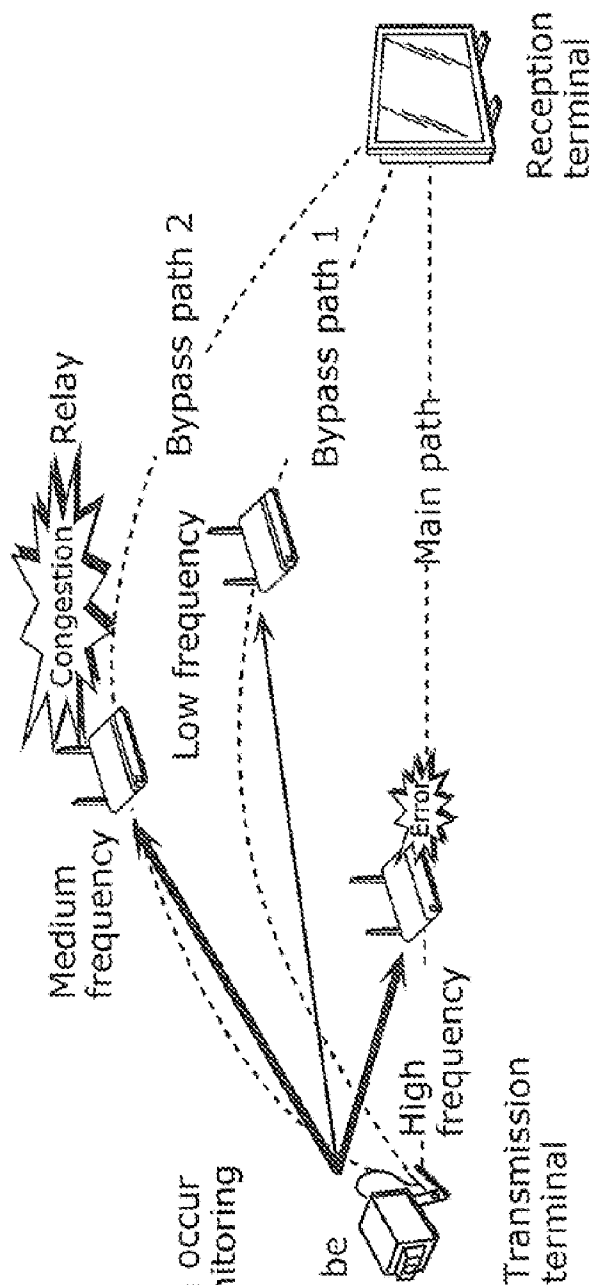 Congestion
Relay
Medium
frequency
Bypass path 2
Low frequency
Bypass path 1
occur
nitoring
be
High
frequency
Error
Main path
Transmission
terminal
Reception
terminal